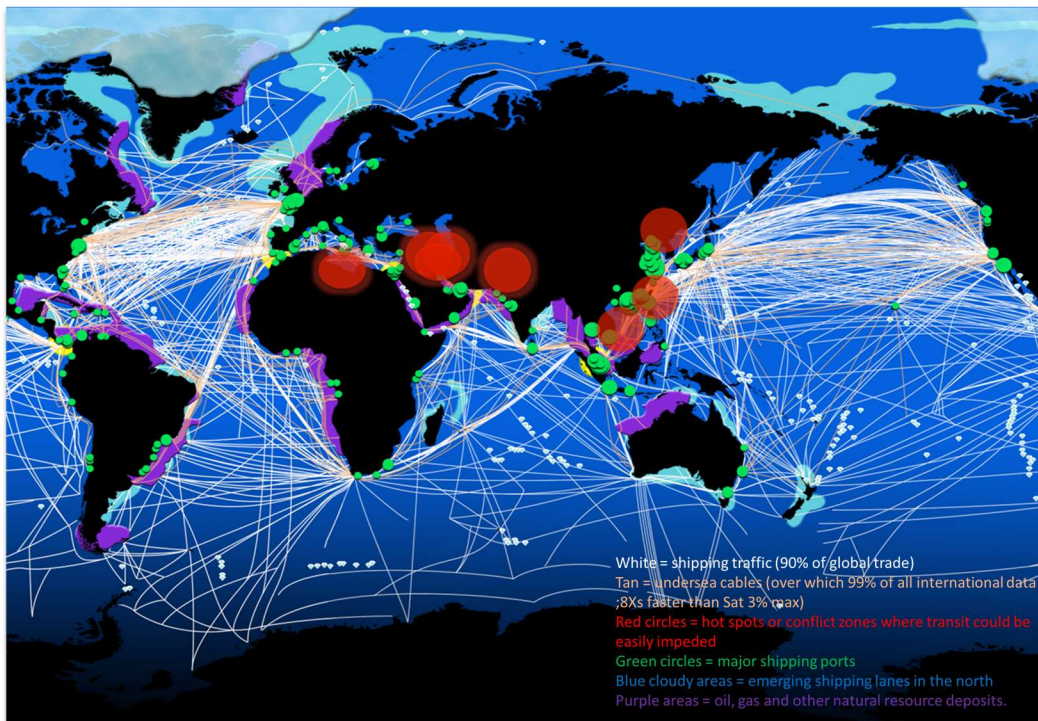 White = shipping traffic (90% of global trade)
Tan = undersea cables (over which 99% of all international data
;8Xs faster than Sat 3% max)
Red circles = hot spots or conflict zones where transit could be
easily impeded
Green circles = major shipping ports
Blue cloudy areas = emerging shipping lanes in the north
Purple areas = oil, gas and other natural resource deposits.